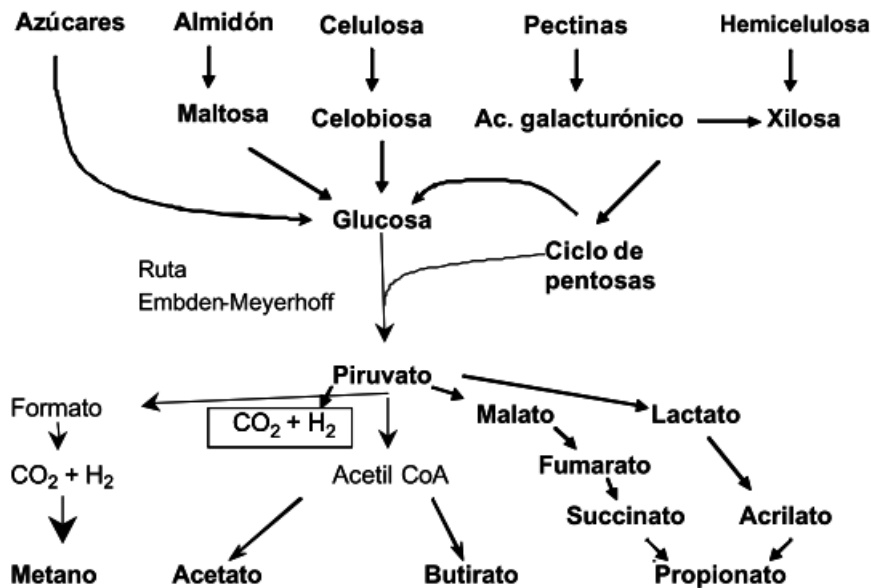 Azúcares Almidón Celulosa Pectinas Hemicelulosa
Maltosa Celobiosa Ac. galacturónico Xilosa
Glucosa
Ciclo de
pentosas
Ruta
Embden-Meyerhoff
Piruvato
Formato CO₂ + H₂ Malato Lactato
CO₂ + H₂ Acetil CoA Fumarato
Succinato Acrilato
Metano Acetato Butirato Propionato